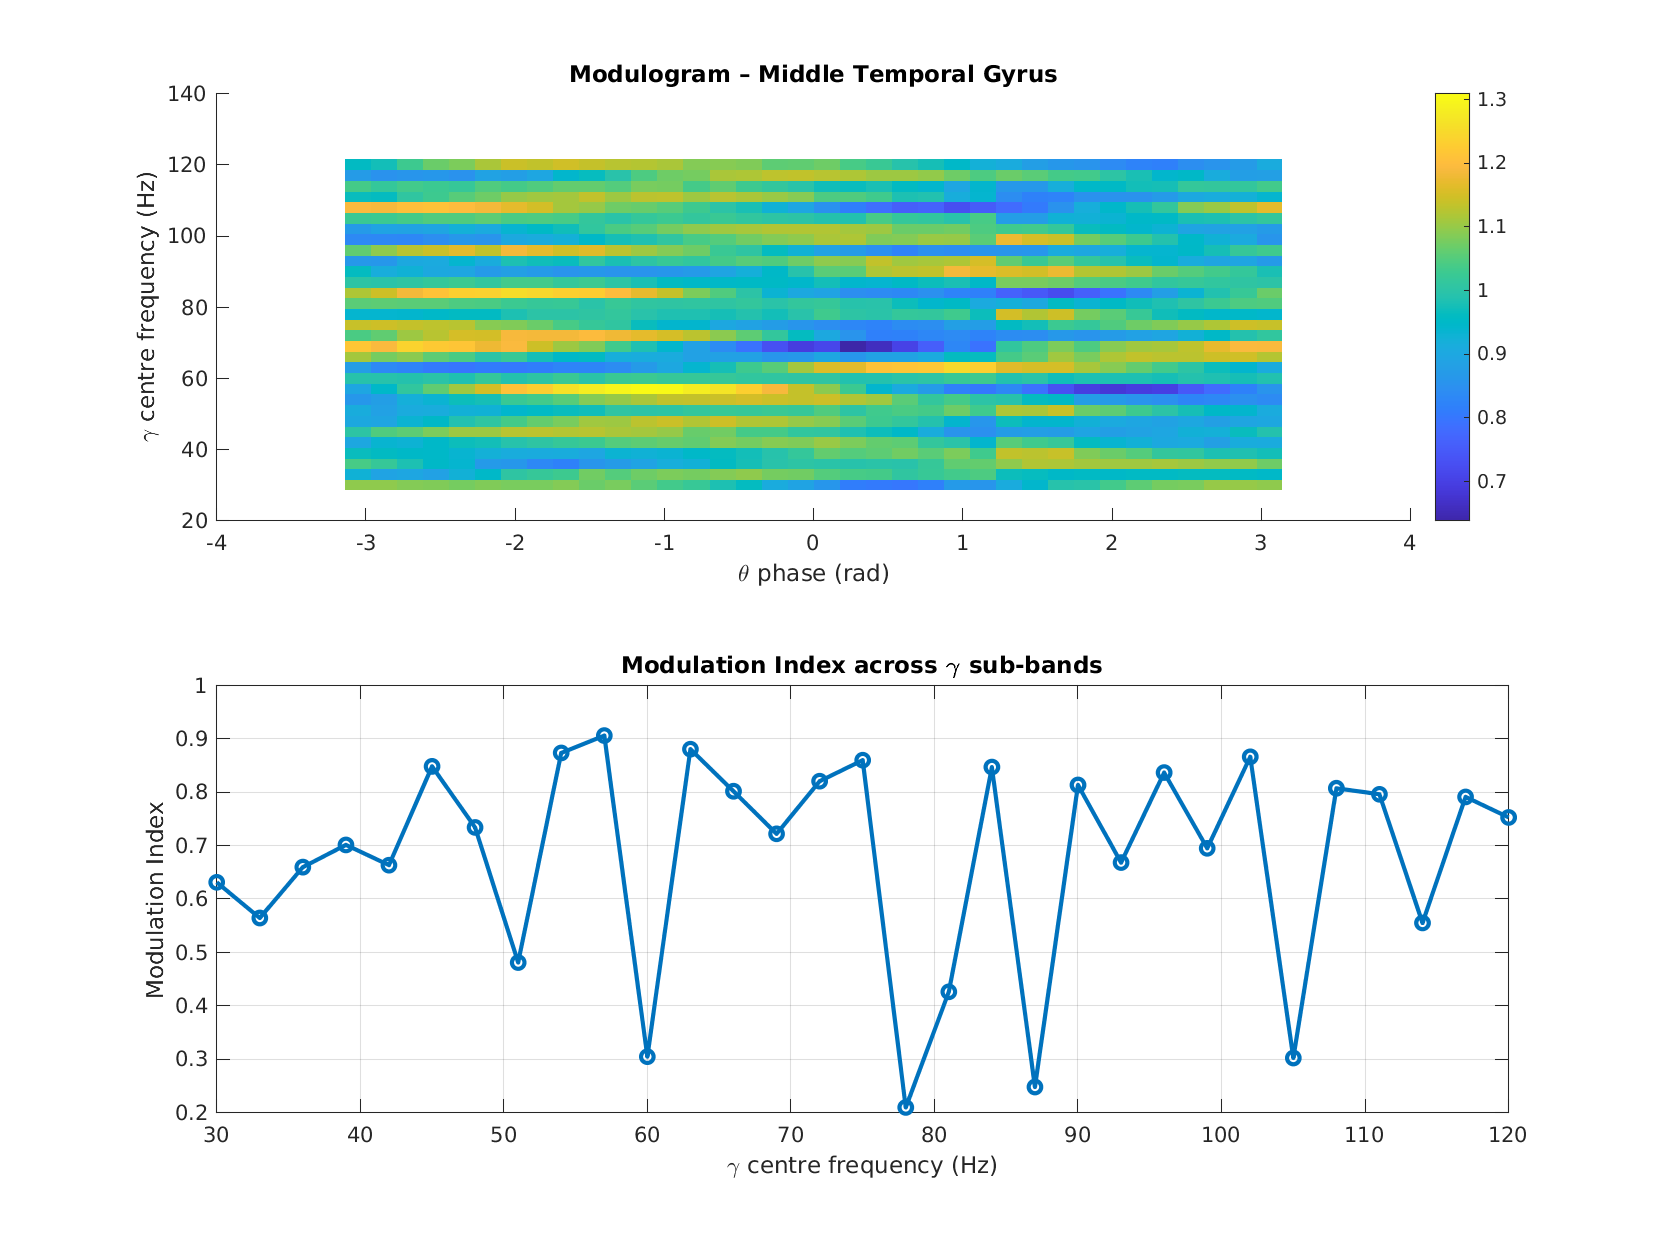 Modulogram – Middle Temporal Gyrus
γ centre frequency (Hz)
140
120
100
80
60
40
20
-4 -3 -2 -1 0 1 2 3 4
θ phase (rad)
1.3
1.2
1.1
1
0.9
0.8
0.7
Modulation Index across γ sub-bands
Modulation Index
1
0.9
0.8
0.7
0.6
0.5
0.4
0.3
0.2
30 40 50 60 70 80 90 100 110 120
γ centre frequency (Hz)